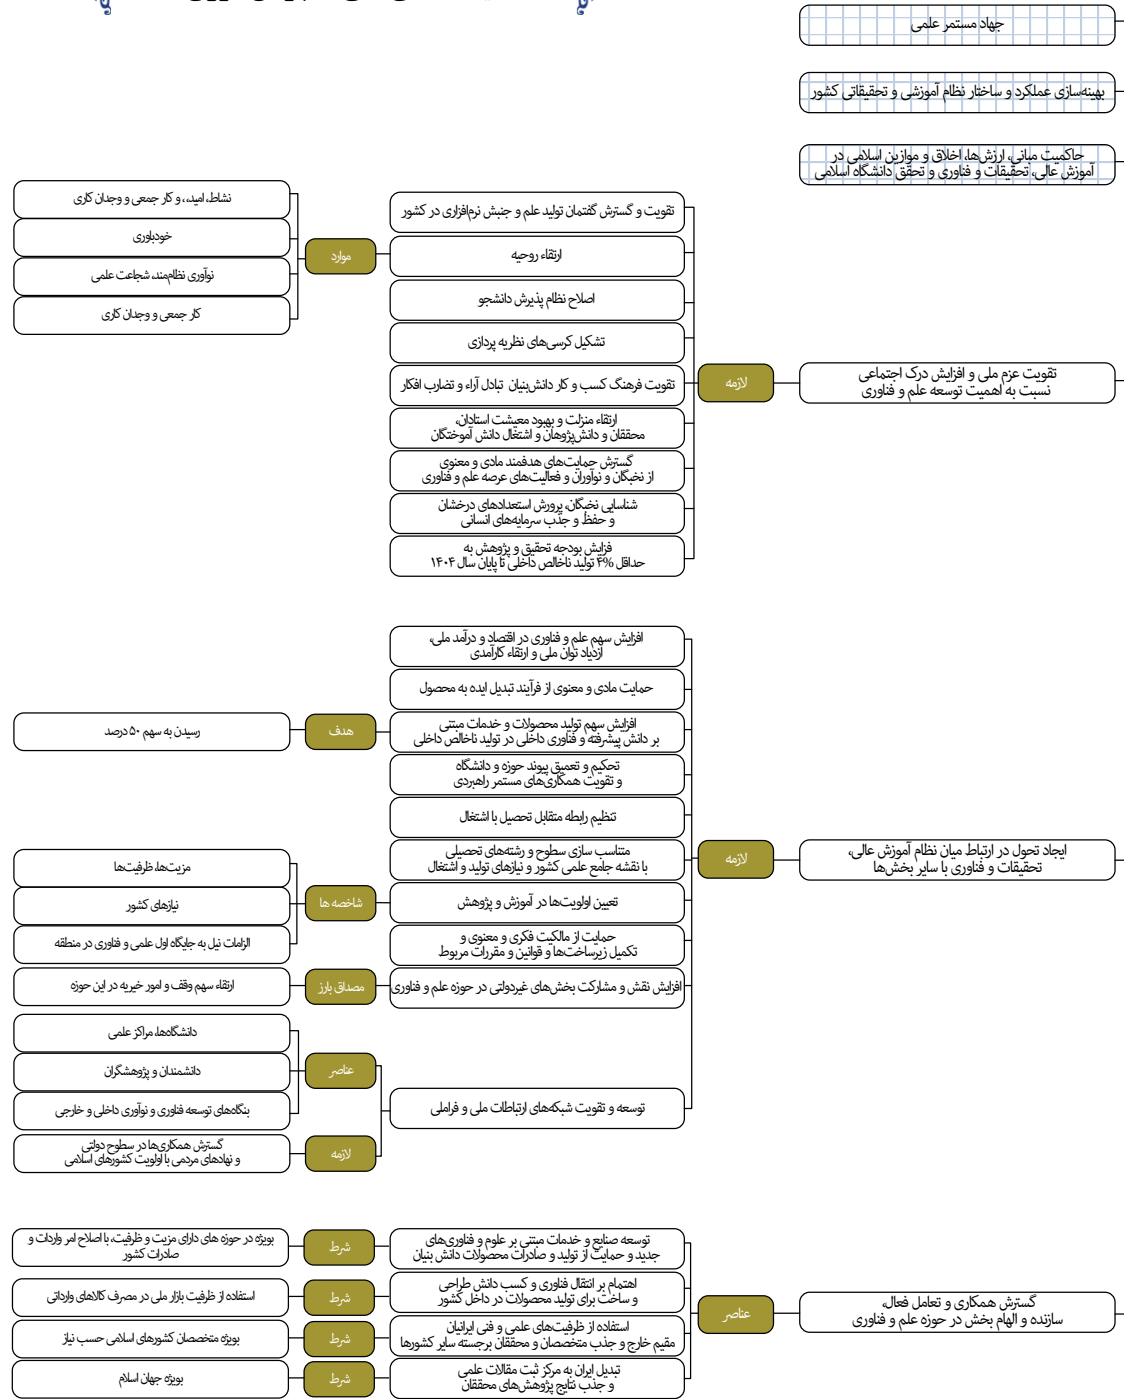 جهاد مستمر علمی
بهینه‌سازی عملکرد و ساختار نظام آموزشی و تحقیقاتی کشور
حاکمیت مبانی، ارزش‌ها، اخلاق و موازین اسلامی در
آموزش عالی، تحقیقات و فناوری و تحقق دانشگاه اسلامی
تقویت عزم ملی و افزایش درک اجتماعی
نسبت به اهمیت توسعه علم و فناوری
لازمه
تقویت و گسترش گفتمان تولید علم و جنبش نرم‌افزاری در کشور
ارتقاء روحیه
موارد
نشاط، امید، و کار جمعی و وجدان کاری
خودباوری
نوآوری نظام‌مند، شجاعت علمی
کار جمعی و وجدان کاری
اصلاح نظام پذیرش دانشجو
تشکیل کرسی‌های نظریه پردازی
تقویت فرهنگ کسب و کار دانش‌بنیان تبادل آراء و تضارب افکار
ارتقاء منزلت و بهبود معیشت استادان،
محققان و دانش‌پژوهان و اشتغال دانش آموختگان
گسترش حمایت‌های هدفمند مادی و معنوی
از نخبگان و نوآوران و فعالیت‌های عرصه علم و فناوری
شناسایی نخبگان، پرورش استعدادهای درخشان
و حفظ و جذب سرمایه‌های انسانی
فزایش بودجه تحقیق و پژوهش به
حداقل ۴% تولید ناخالص داخلی تا پایان سال ۱۴۰۴
ایجاد تحول در ارتباط میان نظام آموزش عالی،
تحقیقات و فناوری با سایر بخش‌ها
لازمه
افزایش سهم علم و فناوری در اقتصاد و درآمد ملی،
ازدیاد توان ملی و ارتقاء کارآمدی
حمایت مادی و معنوی از فرآیند تبدیل ایده به محصول
افزایش سهم تولید محصولات و خدمات مبتنی
بر دانش پیشرفته و فناوری داخلی در تولید ناخالص داخلی
هدف
رسیدن به سهم ۵۰ درصد
تحکیم و تعمیق پیوند حوزه و دانشگاه
و تقویت همکاری‌های مستمر راهبردی
تنظیم رابطه متقابل تحصیل با اشتغال
متناسب سازی سطوح و رشته‌های تحصیلی
با نقشه جامع علمی کشور و نیازهای تولید و اشتغال
تعیین اولویت‌ها در آموزش و پژوهش
شاخصه ها
مزیت‌ها، ظرفیت‌ها
نیازهای کشور
الزامات نیل به جایگاه اول علمی و فناوری در منطقه
حمایت از مالکیت فکری و معنوی و
تکمیل زیرساخت‌ها و قوانین و مقررات مربوط
افزایش نقش و مشارکت بخش‌های غیردولتی در حوزه علم و فناوری
مصداق بارز
ارتقاء سهم وقف و امور خیریه در این حوزه
توسعه و تقویت شبکه‌های ارتباطات ملی و فراملی
عناصر
دانشگاه‌ها، مراکز علمی
دانشمندان و پژوهشگران
بنگاه‌های توسعه فناوری و نوآوری داخلی و خارجی
لازمه
گسترش همکاری‌ها در سطوح دولتی
و نهادهای مردمی با اولویت کشورهای اسلامی
گسترش همکاری و تعامل فعال،
سازنده و الهام بخش در حوزه علم و فناوری
عناصر
توسعه صنایع و خدمات مبتنی بر علوم و فناوری‌های
جدید و حمایت از تولید و صادرات محصولات دانش بنیان
شرط
بویژه در حوزه های دارای مزیت و ظرفیت، با اصلاح امر واردات و
صادرات کشور
اهتمام بر انتقال فناوری و کسب دانش طراحی
و ساخت برای تولید محصولات در داخل کشور
شرط
استفاده از ظرفیت بازار ملی در مصرف کالاهای وارداتی
استفاده از ظرفیت‌های علمی و فنی ایرانیان
مقیم خارج و جذب متخصصان و محققان برجسته سایر کشورها
شرط
بویژه متخصصان کشورهای اسلامی حسب نیاز
تبدیل ایران به مرکز ثبت مقالات علمی
و جذب نتایج پژوهش‌های محققان
شرط
بویژه جهان اسلام